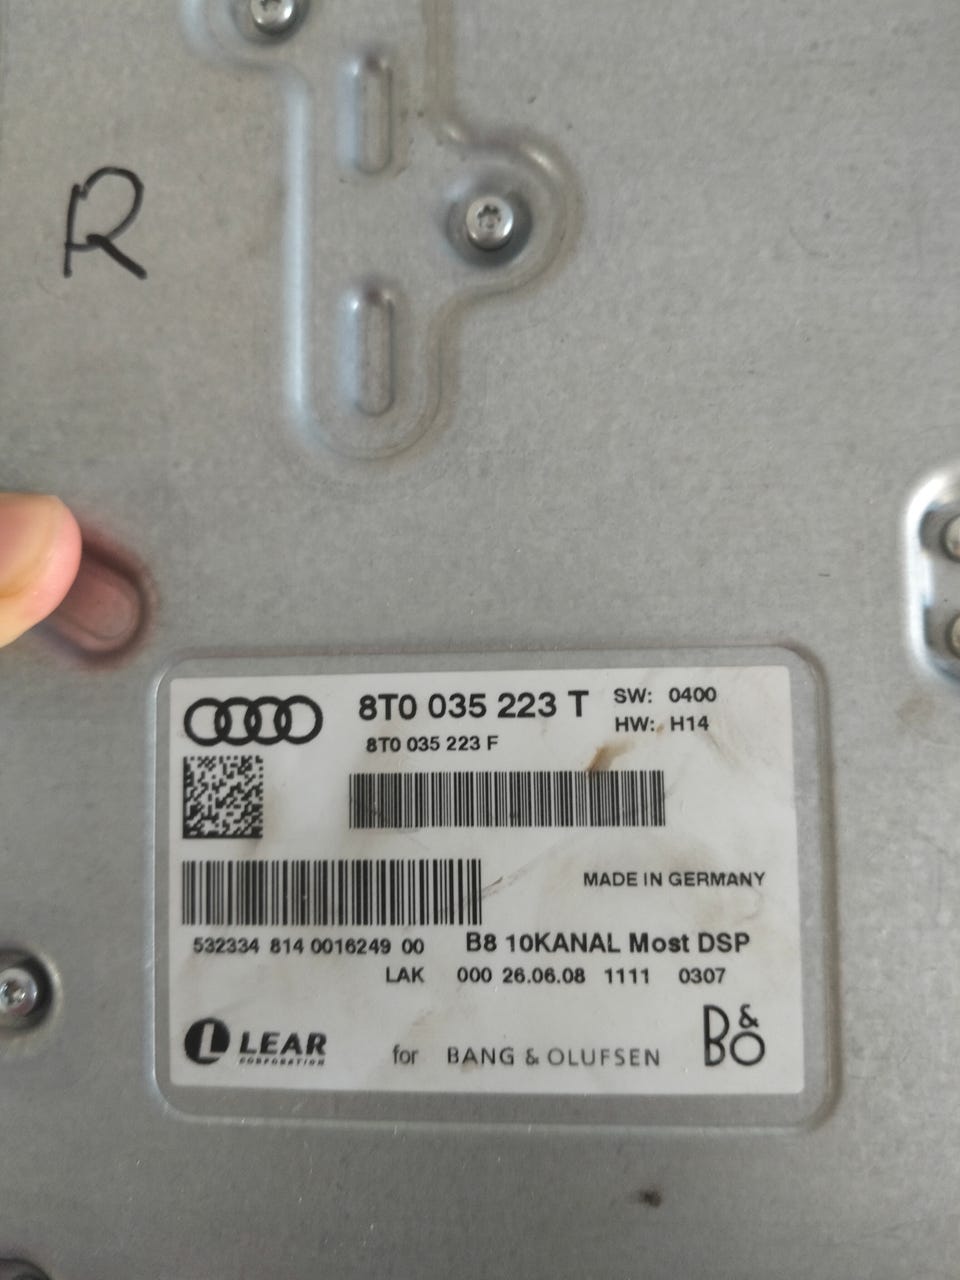 R
8T0 035 223 T
SW: 0400
HW: H14
8T0 035 223 F
MADE IN GERMANY
532334 814 0016249 00
B8 10KANAL Most DSP
LAK 000 26.06.08 1111 0307
L LEAR
CORPORATION
for BANG & OLUFSEN
B&O